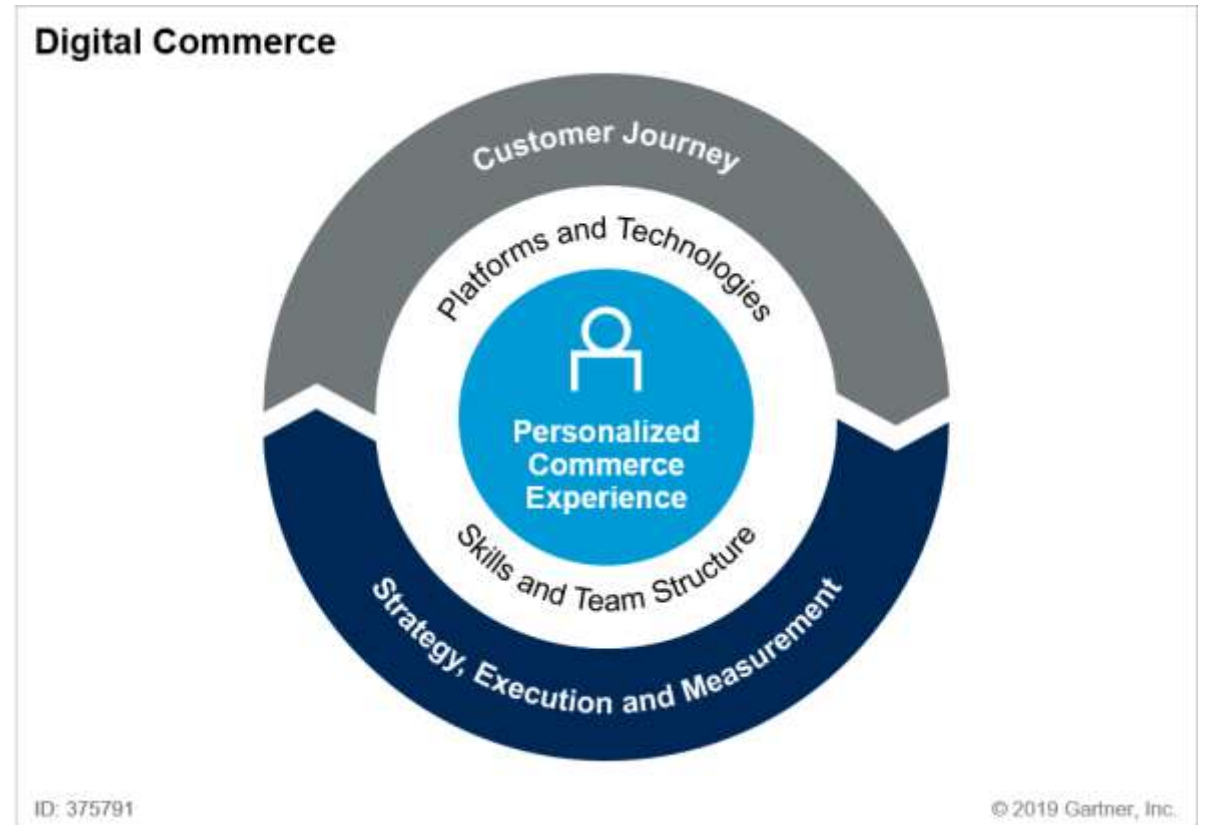 Digital Commerce
Customer Journey
Platforms and Technologies
Personalized
Commerce
Experience
Skills and Team Structure
Strategy, Execution and Measurement
ID: 375791
© 2019 Gartner, Inc.